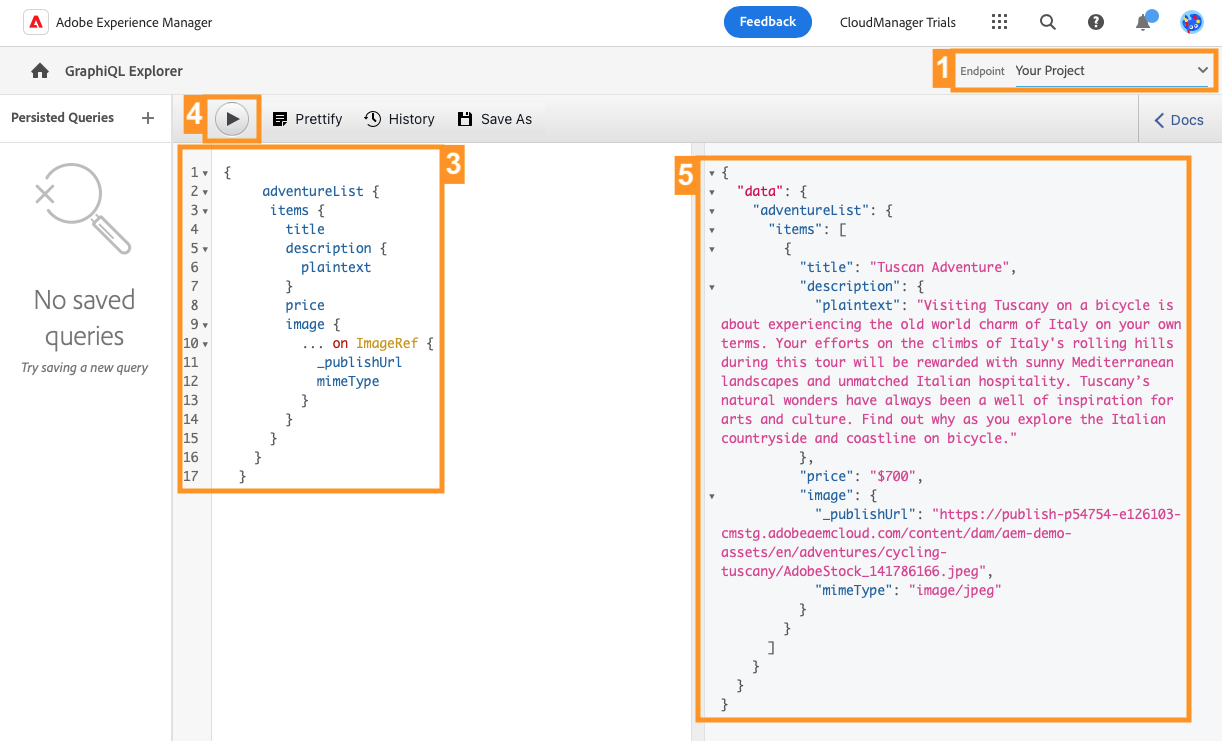 Adobe Experience Manager
Feedback
CloudManager Trials
GraphiQL Explorer
1
Endpoint
Your Project
Persisted Queries +
4
Prettify
History
Save As
Docs
No saved
queries
Try saving a new query
3
1 {
2 adventureList {
3 items {
4 title
5 description {
6 plaintext
7 }
8 price
9 image {
10 ... on ImageRef {
11 _publishUrl
12 mimeType
13 }
14 }
15 }
16 }
17 }
5
{
"data": {
"adventureList": {
"items": [
{
"title": "Tuscan Adventure",
"description": {
"plaintext": "Visiting Tuscany on a bicycle is
about experiencing the old world charm of Italy on your own
terms. Your efforts on the climbs of Italy's rolling hills
during this tour will be rewarded with sunny Mediterranean
landscapes and unmatched Italian hospitality. Tuscany’s
natural wonders have always been a well of inspiration for
arts and culture. Find out why as you explore the Italian
countryside and coastline on bicycle."
},
"price": "$700",
"image": {
"_publishUrl": "https://publish-p54754-e126103-
cmstg.adobeaemcloud.com/content/dam/aem-demo-
assets/en/adventures/cycling-
tuscany/AdobeStock_141786166.jpeg",
"mimeType": "image/jpeg"
}
}
]
}
}
}